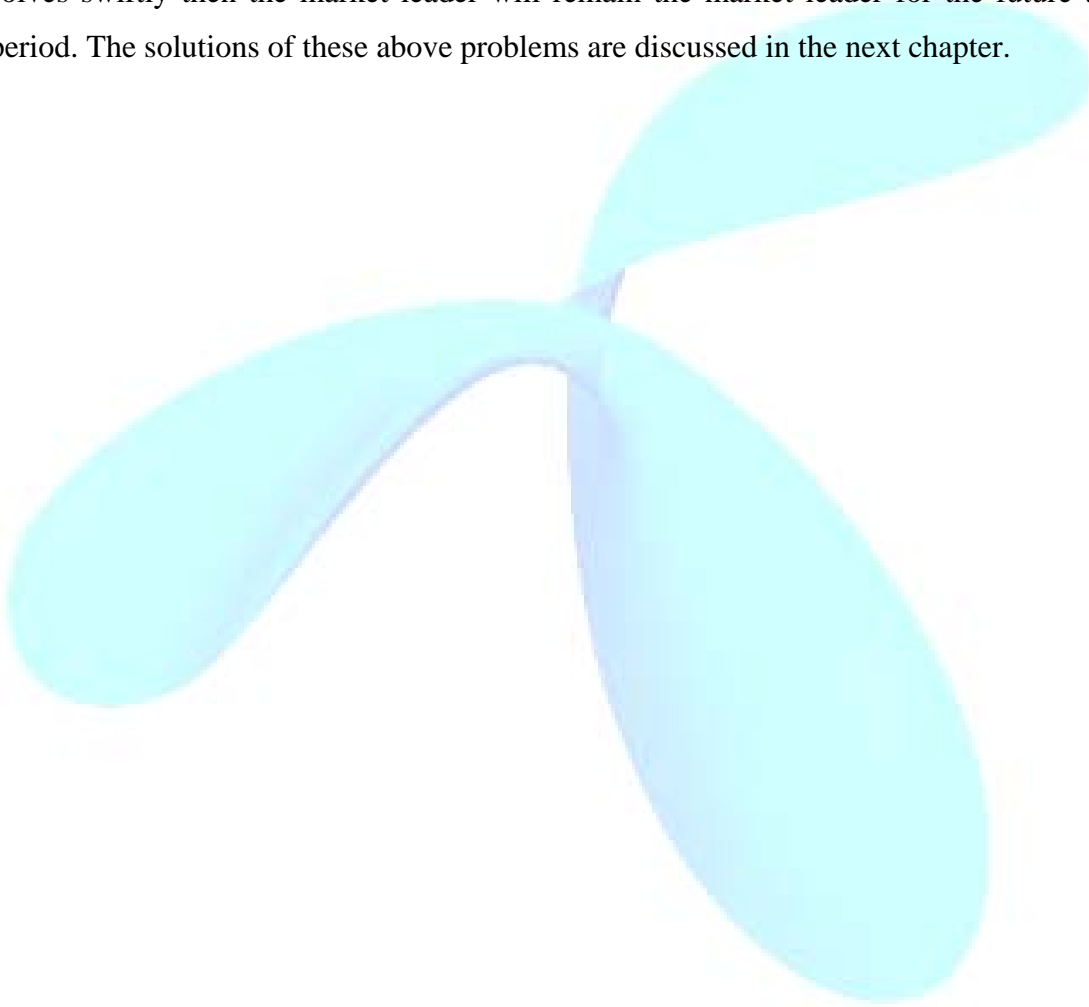 olves swiftly then the market leader will remain the market leader for the future
period. The solutions of these above problems are discussed in the next chapter.